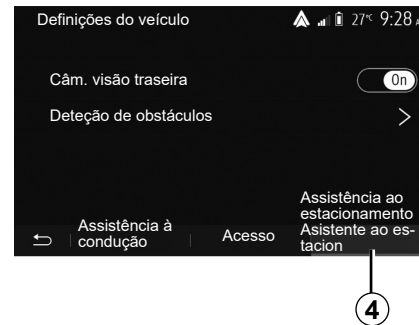 Definições do veículo 27°C 9:28
Câm. visão traseira On
Deteção de obstáculos
Assistência à
condução
Acesso
Assistência ao
estacionamento
Asistente ao es-
tacion
4